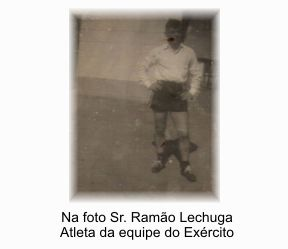 Na foto Sr. Ramão Lechuga
Atleta da equipe do Exército